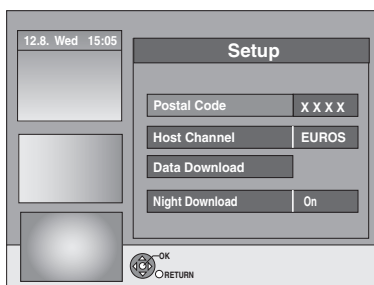 12.8. Wed 15:05
Setup
Postal Code X X X X
Host Channel EUROS
Data Download
Night Download On
OK
RETURN